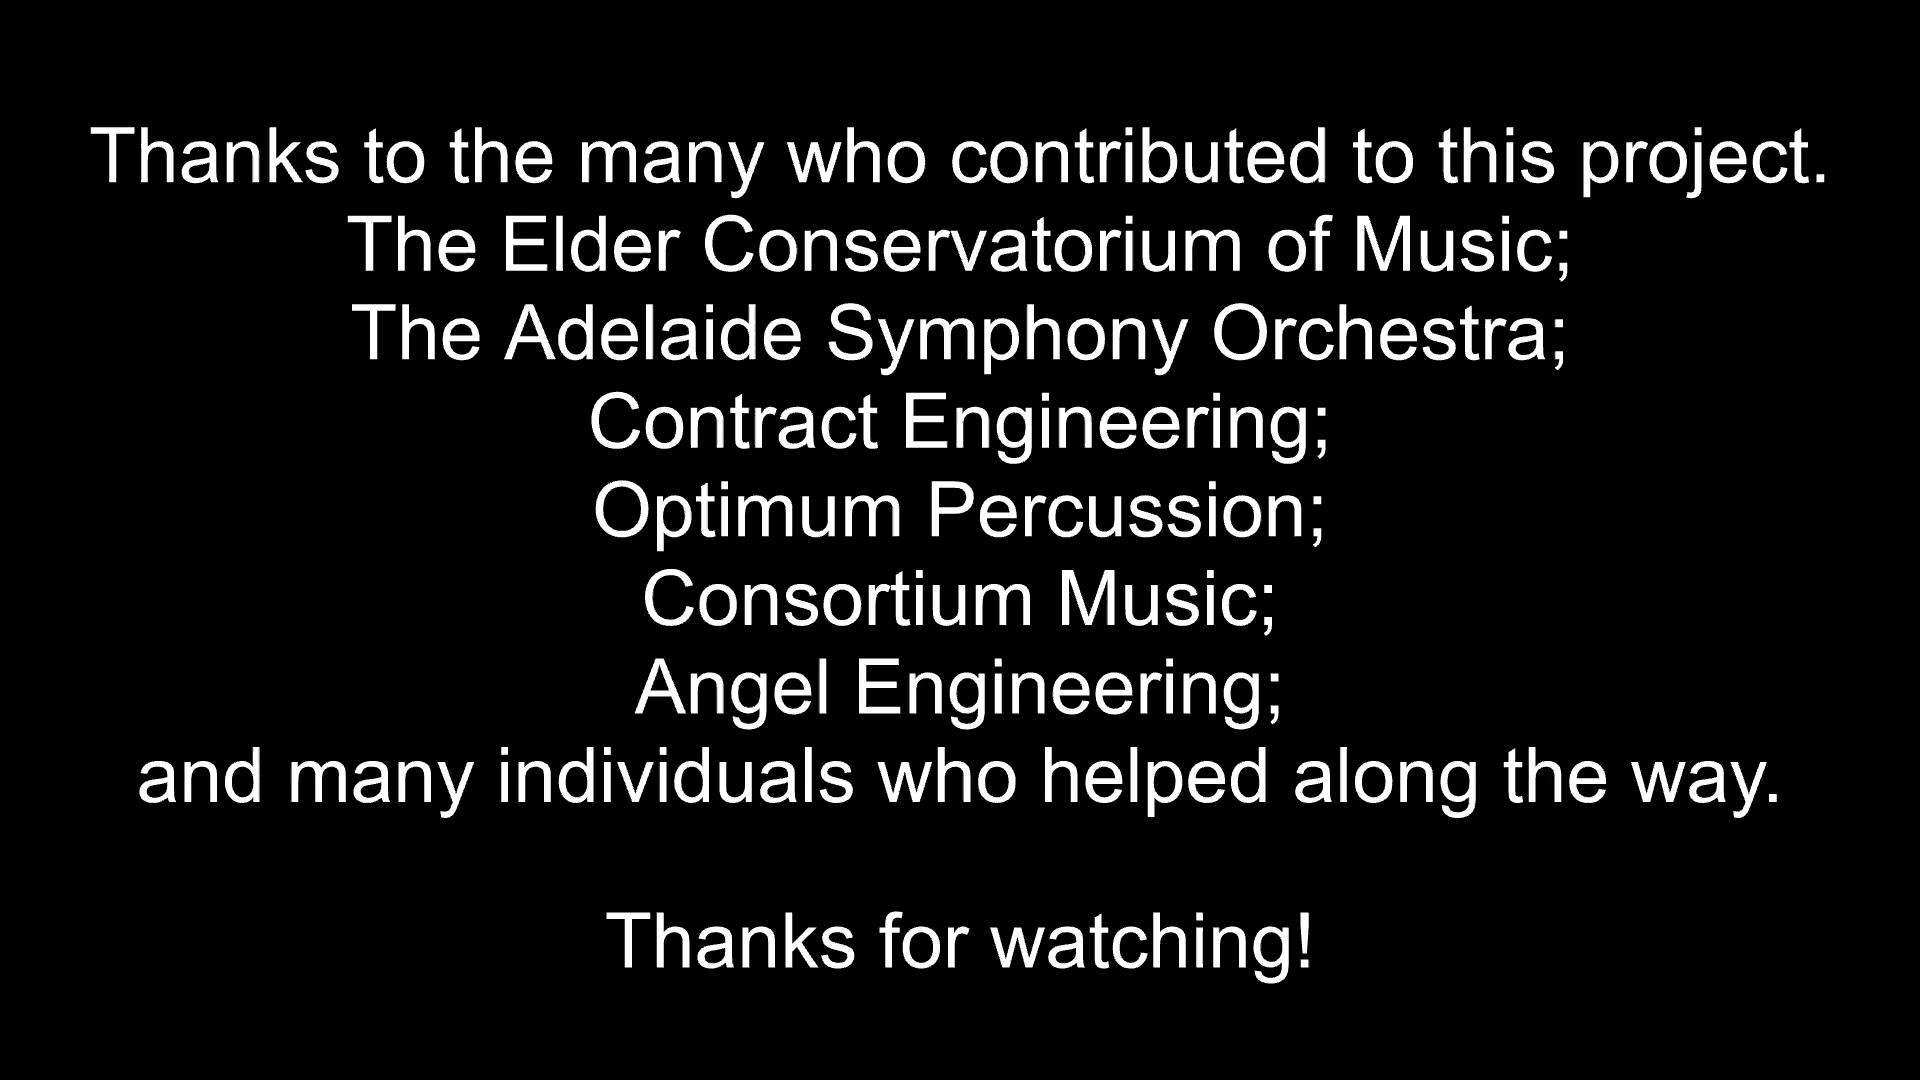 Thanks to the many who contributed to this project.
The Elder Conservatorium of Music;
The Adelaide Symphony Orchestra;
Contract Engineering;
Optimum Percussion;
Consortium Music;
Angel Engineering;
and many individuals who helped along the way.
Thanks for watching!